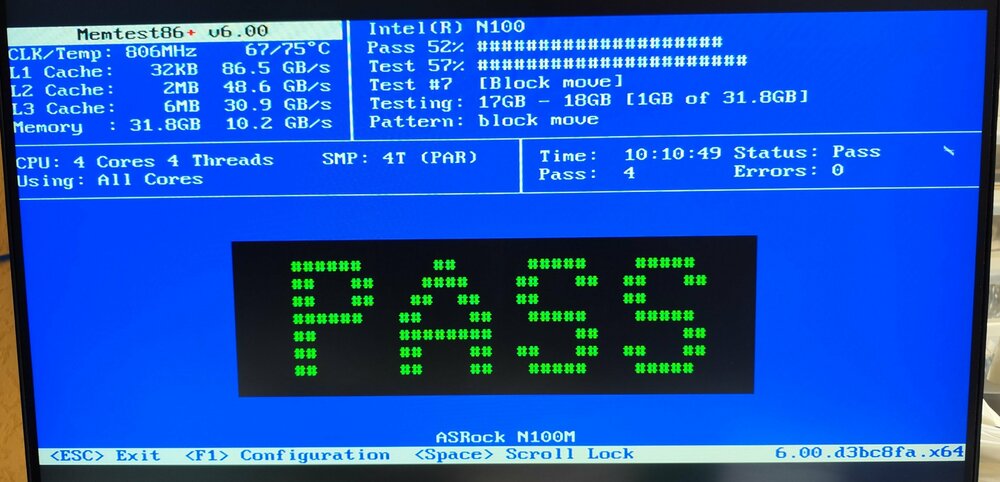 Memtest86+ v6.00
CLK/Temp: 806MHz 67/75°C
L1 Cache: 32KB 86.5 GB/s
L2 Cache: 2MB 48.6 GB/s
L3 Cache: 6MB 30.9 GB/s
Memory : 31.8GB 10.2 GB/s
Intel(R) N100
Pass 52% ####################
Test 57% ######################
Test #7 [Block move]
Testing: 17GB - 18GB [1GB of 31.8GB]
Pattern: block move
CPU: 4 Cores 4 Threads SMP: 4T (PAR)
Using: All Cores
Time: 10:10:49 Status: Pass
Pass: 4 Errors: 0
PASS
ASRock N100M
<ESC> Exit <F1> Configuration <Space> Scroll Lock 6.00.d3bc8fa.x64